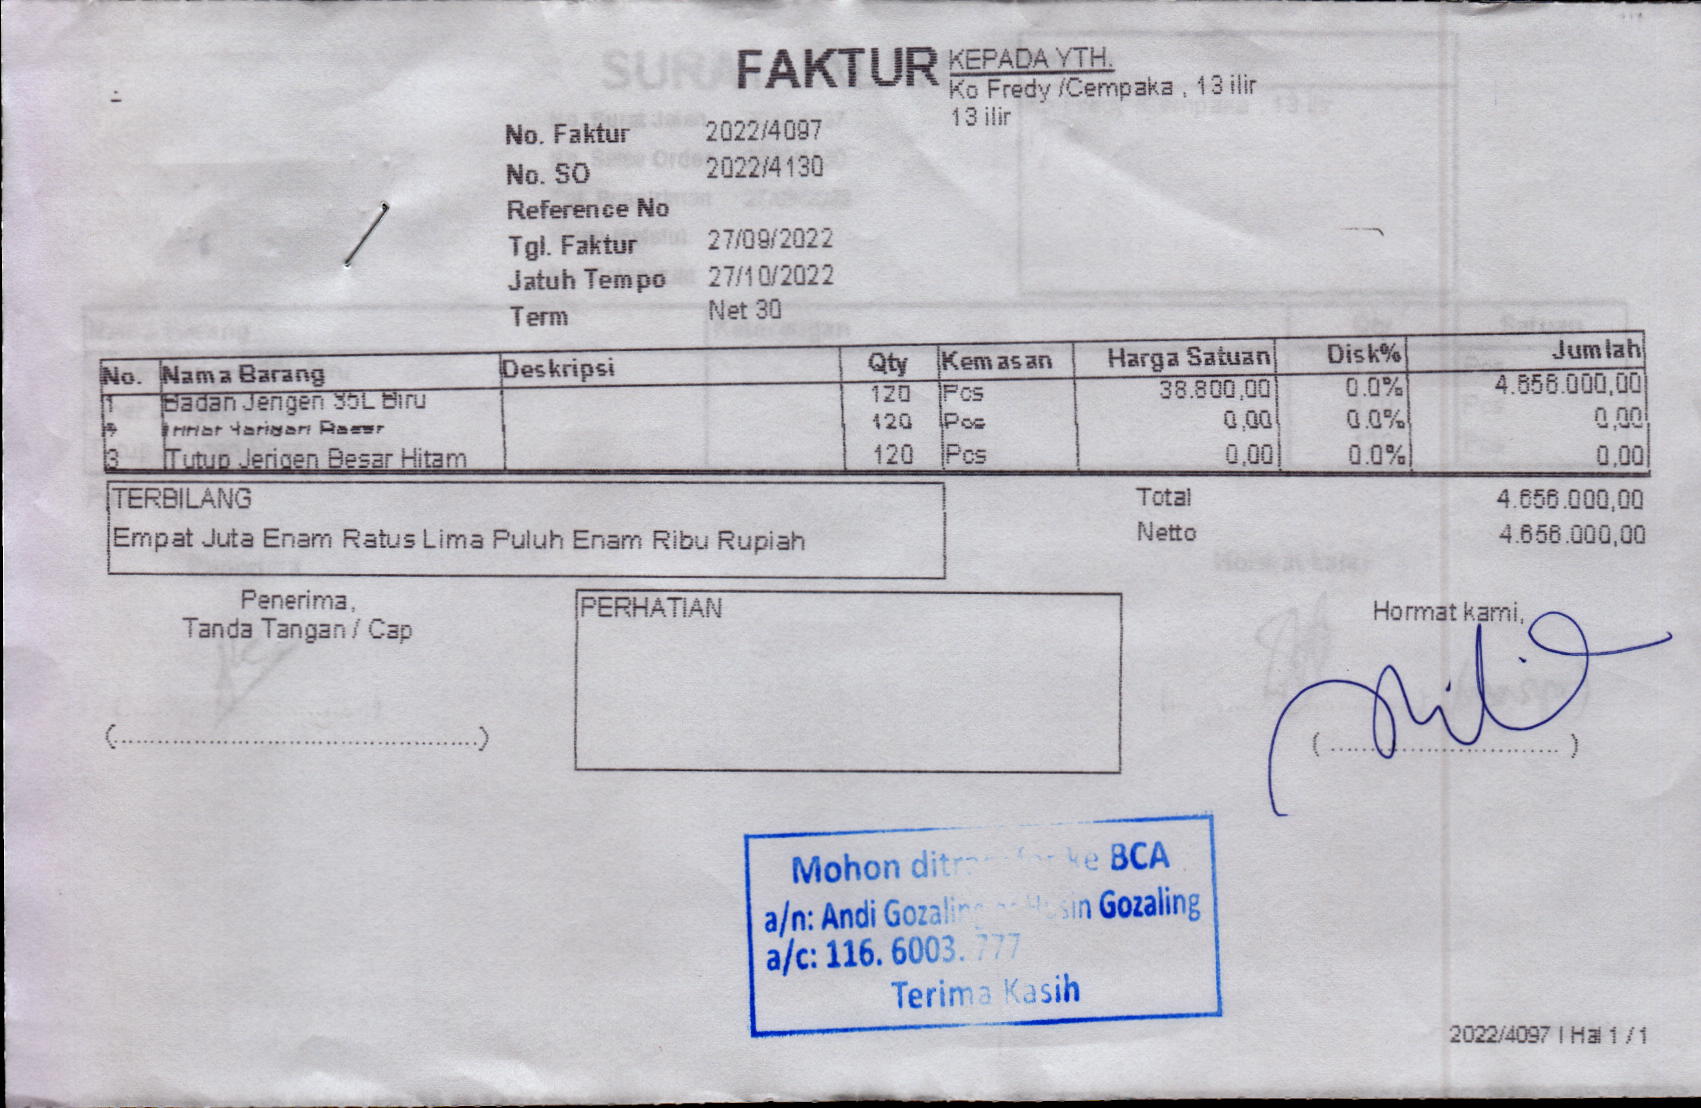 FAKTUR
KEPADA YTH.
Ko Fredy /Cempaka , 13 ilir
13 ilir
No. Faktur 2022/4097
No. SO 2022/4130
Reference No
Tgl. Faktur 27/09/2022
Jatuh Tempo 27/10/2022
Term Net 30
No. Nama Barang Deskripsi Qty Kemasan Harga Satuan Disk% Jumlah
1 Badan Jerigen 35L Biru 120 Pcs 38.800,00 0.0% 4.656.000,00
120 Pcs 0,00 0.0% 0,00
3 Tutup Jerigen Besar Hitam 120 Pcs 0,00 0.0% 0,00
TERBILANG
Empat Juta Enam Ratus Lima Puluh Enam Ribu Rupiah
Total 4.656.000,00
Netto 4.656.000,00
Penerima,
Tanda Tangan / Cap
(....................................................)
PERHATIAN
Hormat kami,
( ................................. )
Mohon ditransfer ke BCA
a/n: Andi Gozaling or Husin Gozaling
a/c: 116. 6003. 777
Terima Kasih
2022/4097 | Hal 1 / 1